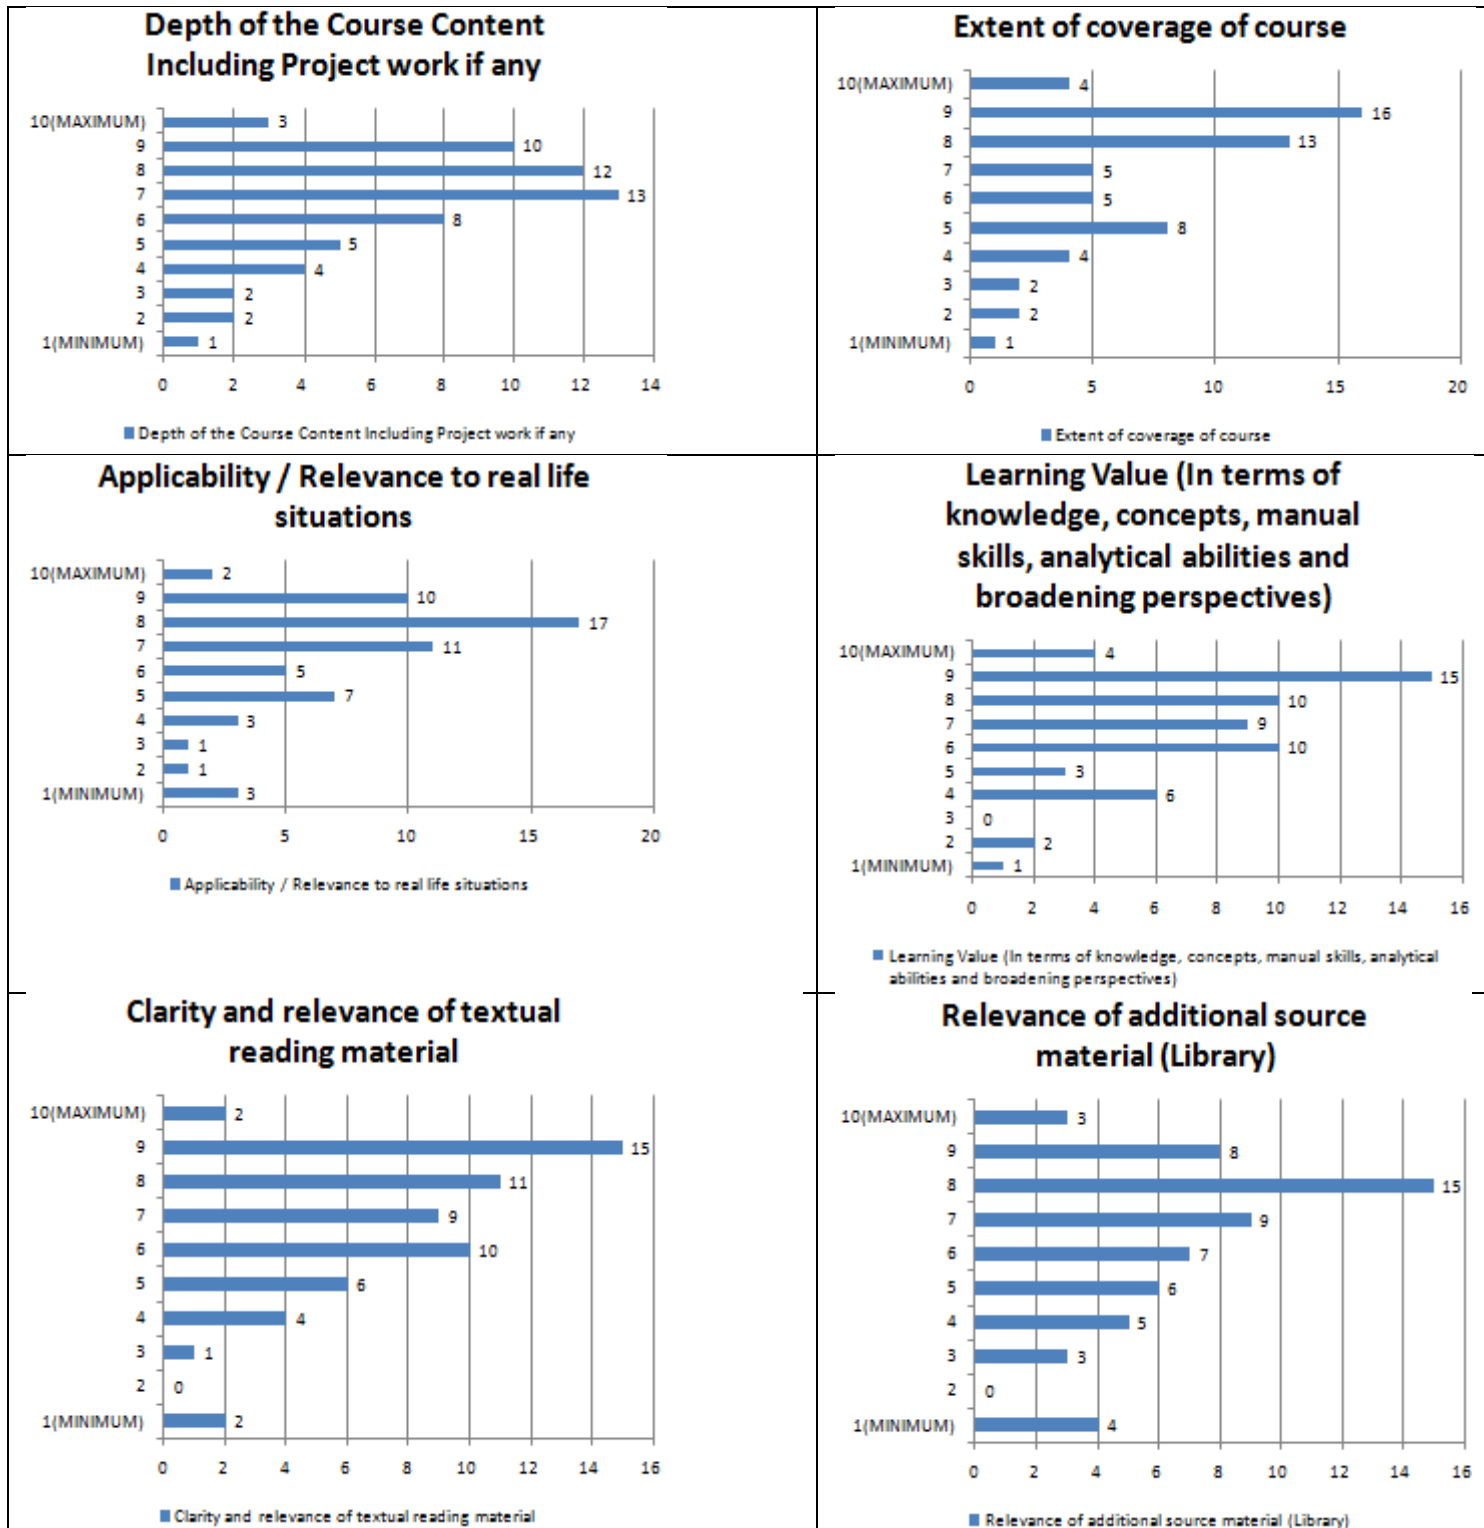 Depth of the Course Content
Including Project work if any
10(MAXIMUM) 3
9 10
8 12
7 13
6 8
5 5
4 4
3 2
2 2
1(MINIMUM) 1
0 2 4 6 8 10 12 14
Depth of the Course Content Including Project work if any
Extent of coverage of course
10(MAXIMUM) 4
9 16
8 13
7 5
6 5
5 8
4 4
3 2
2 2
1(MINIMUM) 1
0 5 10 15 20
Extent of coverage of course
Applicability / Relevance to real life
situations
10(MAXIMUM) 2
9 10
8 17
7 11
6 5
5 7
4 3
3 1
2 1
1(MINIMUM) 3
0 5 10 15 20
Applicability / Relevance to real life situations
Learning Value (In terms of
knowledge, concepts, manual
skills, analytical abilities and
broadening perspectives)
10(MAXIMUM) 4
9 15
8 10
7 9
6 10
5 3
4 6
3 0
2 2
1(MINIMUM) 1
0 2 4 6 8 10 12 14 16
Learning Value (In terms of knowledge, concepts, manual skills, analytical
abilities and broadening perspectives)
Clarity and relevance of textual
reading material
10(MAXIMUM) 2
9 15
8 11
7 9
6 10
5 6
4 4
3 1
2 0
1(MINIMUM) 2
0 2 4 6 8 10 12 14 16
Clarity and relevance of textual reading material
Relevance of additional source
material (Library)
10(MAXIMUM) 3
9 8
8 15
7 9
6 7
5 6
4 5
3 3
2 0
1(MINIMUM) 4
0 2 4 6 8 10 12 14 16
Relevance of additional source material (Library)